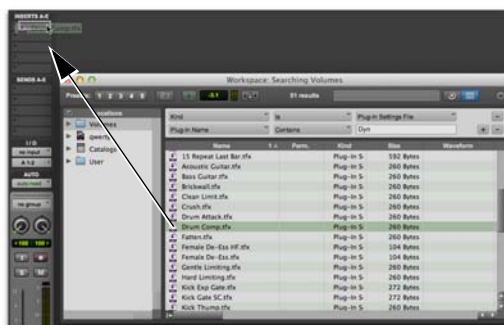 INSERTS A-E
Comp.tfx
SENDS A-E
Workspace: Searching Volumes
Presets: 1 2 3 4 5
-3.1
51 results
Locations
Volumes
Catalogs
User
Kind
is
Plug-in Settings File
Plug-in Name
Contains
Dyn
Name
Perm.
Kind
Size
Waveform
15 Repeat Last Bar.tfx Plug-In S 592 Bytes
Acoustic Guitar.tfx Plug-In S 260 Bytes
Bass Guitar.tfx Plug-In S 260 Bytes
Brickwall.tfx Plug-In S 260 Bytes
Clean Limit.tfx Plug-In S 260 Bytes
Crush.tfx Plug-In S 260 Bytes
Drum Attack.tfx Plug-In S 260 Bytes
Drum Comp.tfx Plug-In S 260 Bytes
Fatten.tfx Plug-In S 260 Bytes
Female De-Ess HF.tfx Plug-In S 104 Bytes
Female De-Ess.tfx Plug-In S 104 Bytes
Gentle Limiting.tfx Plug-In S 260 Bytes
Hard Limiting.tfx Plug-In S 260 Bytes
Kick Exp Gate.tfx Plug-In S 272 Bytes
Kick Gate SC.tfx Plug-In S 272 Bytes
Kick Thump.tfx Plug-In S 260 Bytes
I/O
no input
A 1-2
AUTO
auto read
no group
100
100
I
S
M